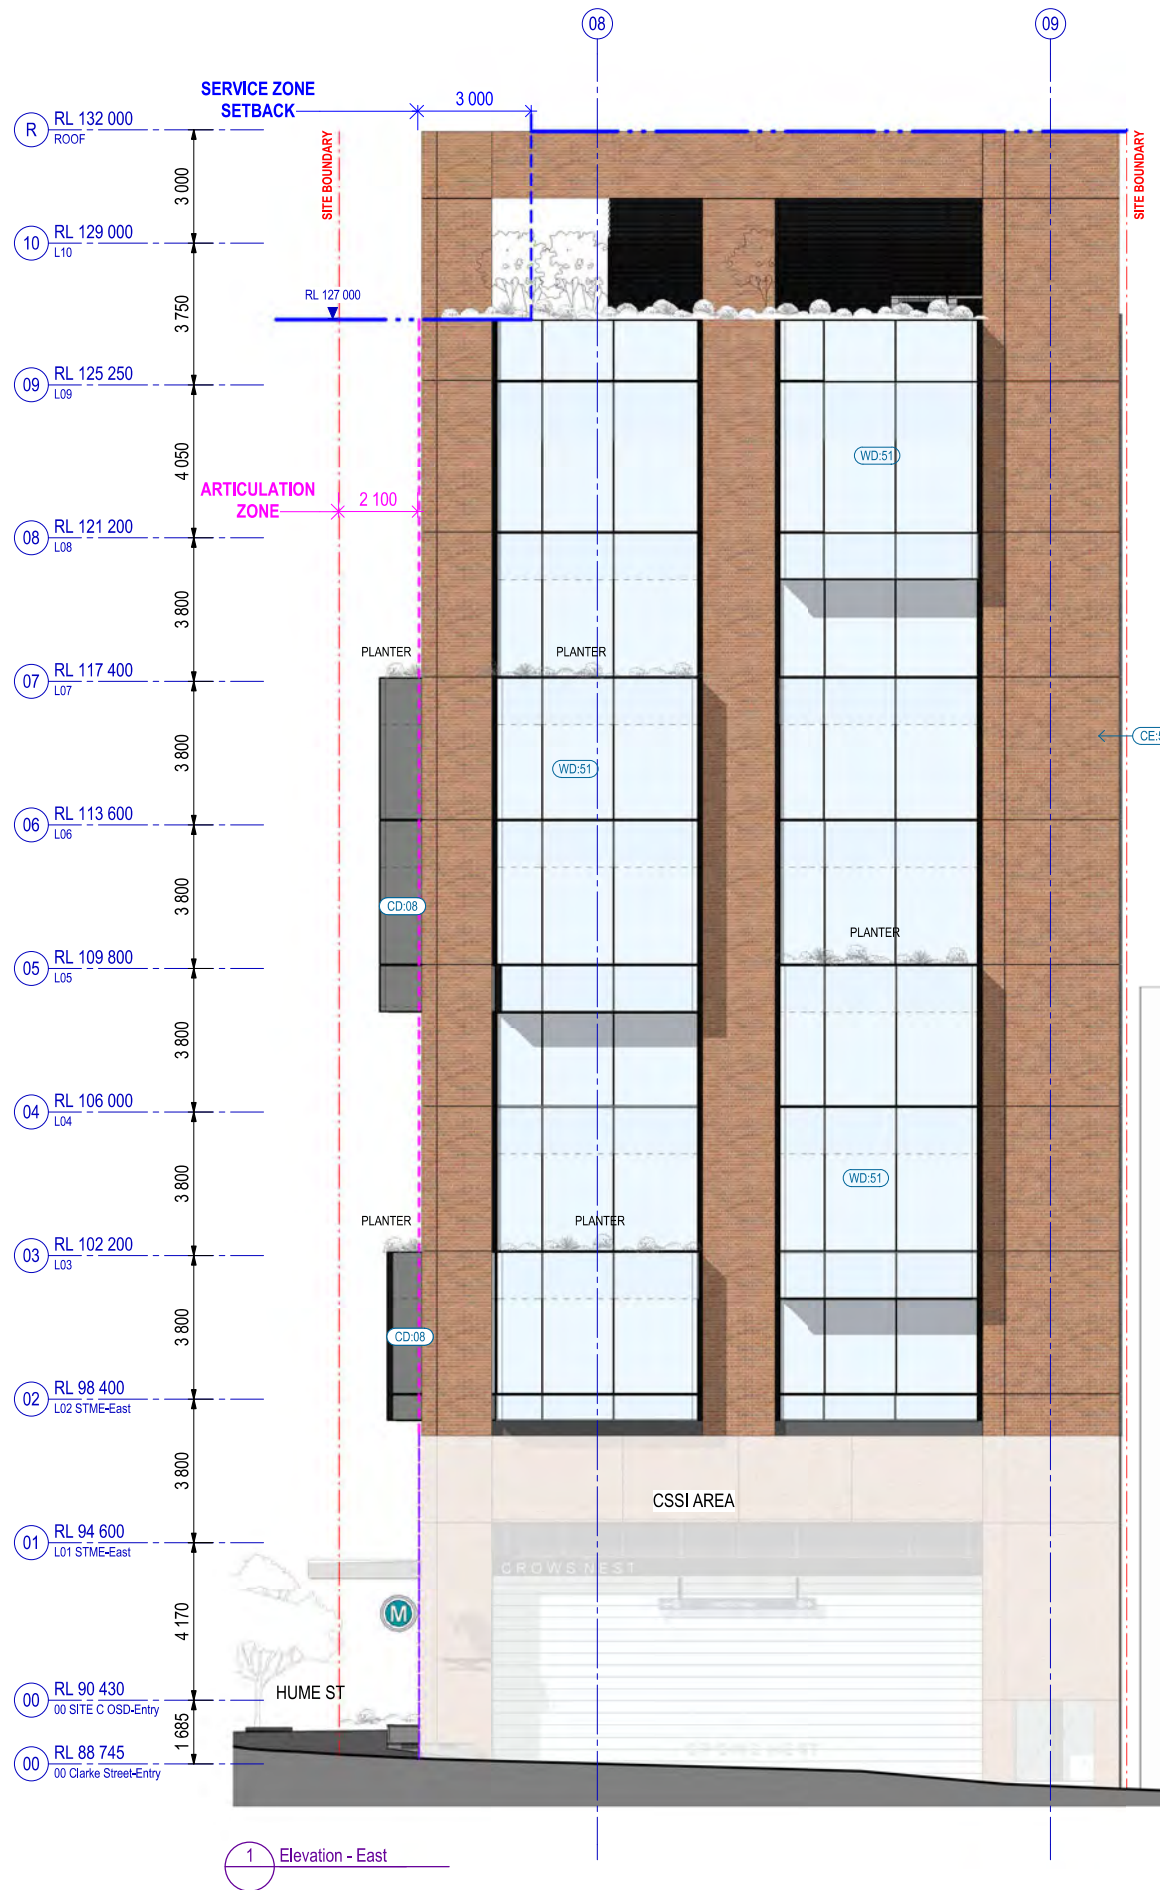 08
09
SERVICE ZONE
SETBACK
3 000
R
RL 132 000
ROOF
SITE BOUNDARY
SITE BOUNDARY
3 000
10
RL 129 000
L10
RL 127 000
3 750
09
RL 125 250
L09
4 050
WD:51
ARTICULATION
ZONE
2 100
08
RL 121 200
L08
3 800
PLANTER
PLANTER
07
RL 117 400
L07
3 800
WD:51
CE:5
06
RL 113 600
L06
3 800
CD:08
PLANTER
05
RL 109 800
L05
3 800
04
RL 106 000
L04
3 800
WD:51
PLANTER
PLANTER
03
RL 102 200
L03
3 800
CD:08
02
RL 98 400
L02 STME-East
3 800
CSSI AREA
01
RL 94 600
L01 STME-East
CROWS NEST
4 170
M
HUME ST
00
RL 90 430
00 SITE C OSD-Entry
1 685
CROWS NEST
00
RL 88 745
00 Clarke Street-Entry
1
Elevation - East